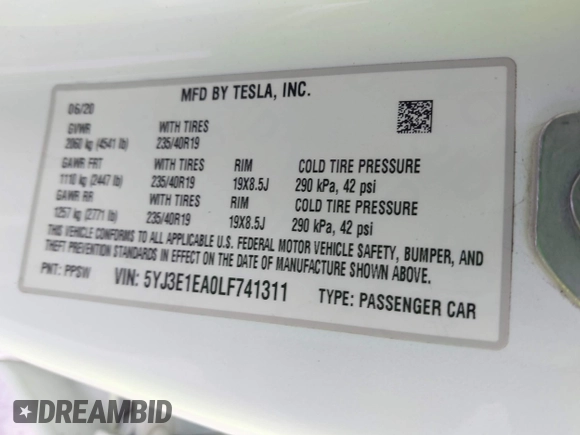 MFD BY TESLA, INC.
06/20
GVWR WITH TIRES
2060 kg (4541 lb) 235/40R19
GAWR FRT WITH TIRES RIM COLD TIRE PRESSURE
1110 kg (2447 lb) 235/40R19 19X8.5J 290 kPa, 42 psi
GAWR RR WITH TIRES RIM COLD TIRE PRESSURE
1257 kg (2771 lb) 235/40R19 19X8.5J 290 kPa, 42 psi
THIS VEHICLE CONFORMS TO ALL APPLICABLE U.S. FEDERAL MOTOR VEHICLE SAFETY, BUMPER, AND
THEFT PREVENTION STANDARDS IN EFFECT ON THE DATE OF MANUFACTURE SHOWN ABOVE.
PNT: PPSW VIN: 5YJ3E1EA0LF741311 TYPE: PASSENGER CAR
DREAMBID